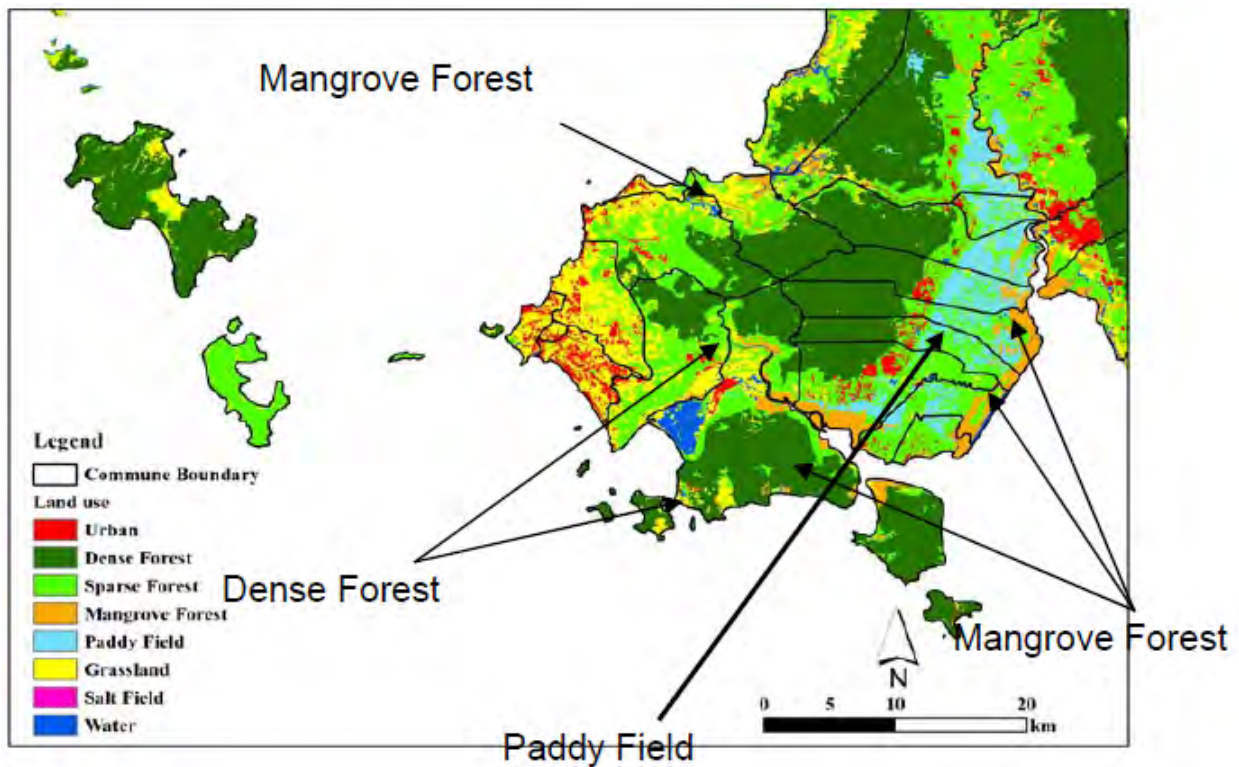 Mangrove Forest
Legend
Commune Boundary
Land use
Urban
Dense Forest
Sparse Forest
Mangrove Forest
Paddy Field
Grassland
Salt Field
Water
Dense Forest
Mangrove Forest
N
0 5 10 20
km
Paddy Field